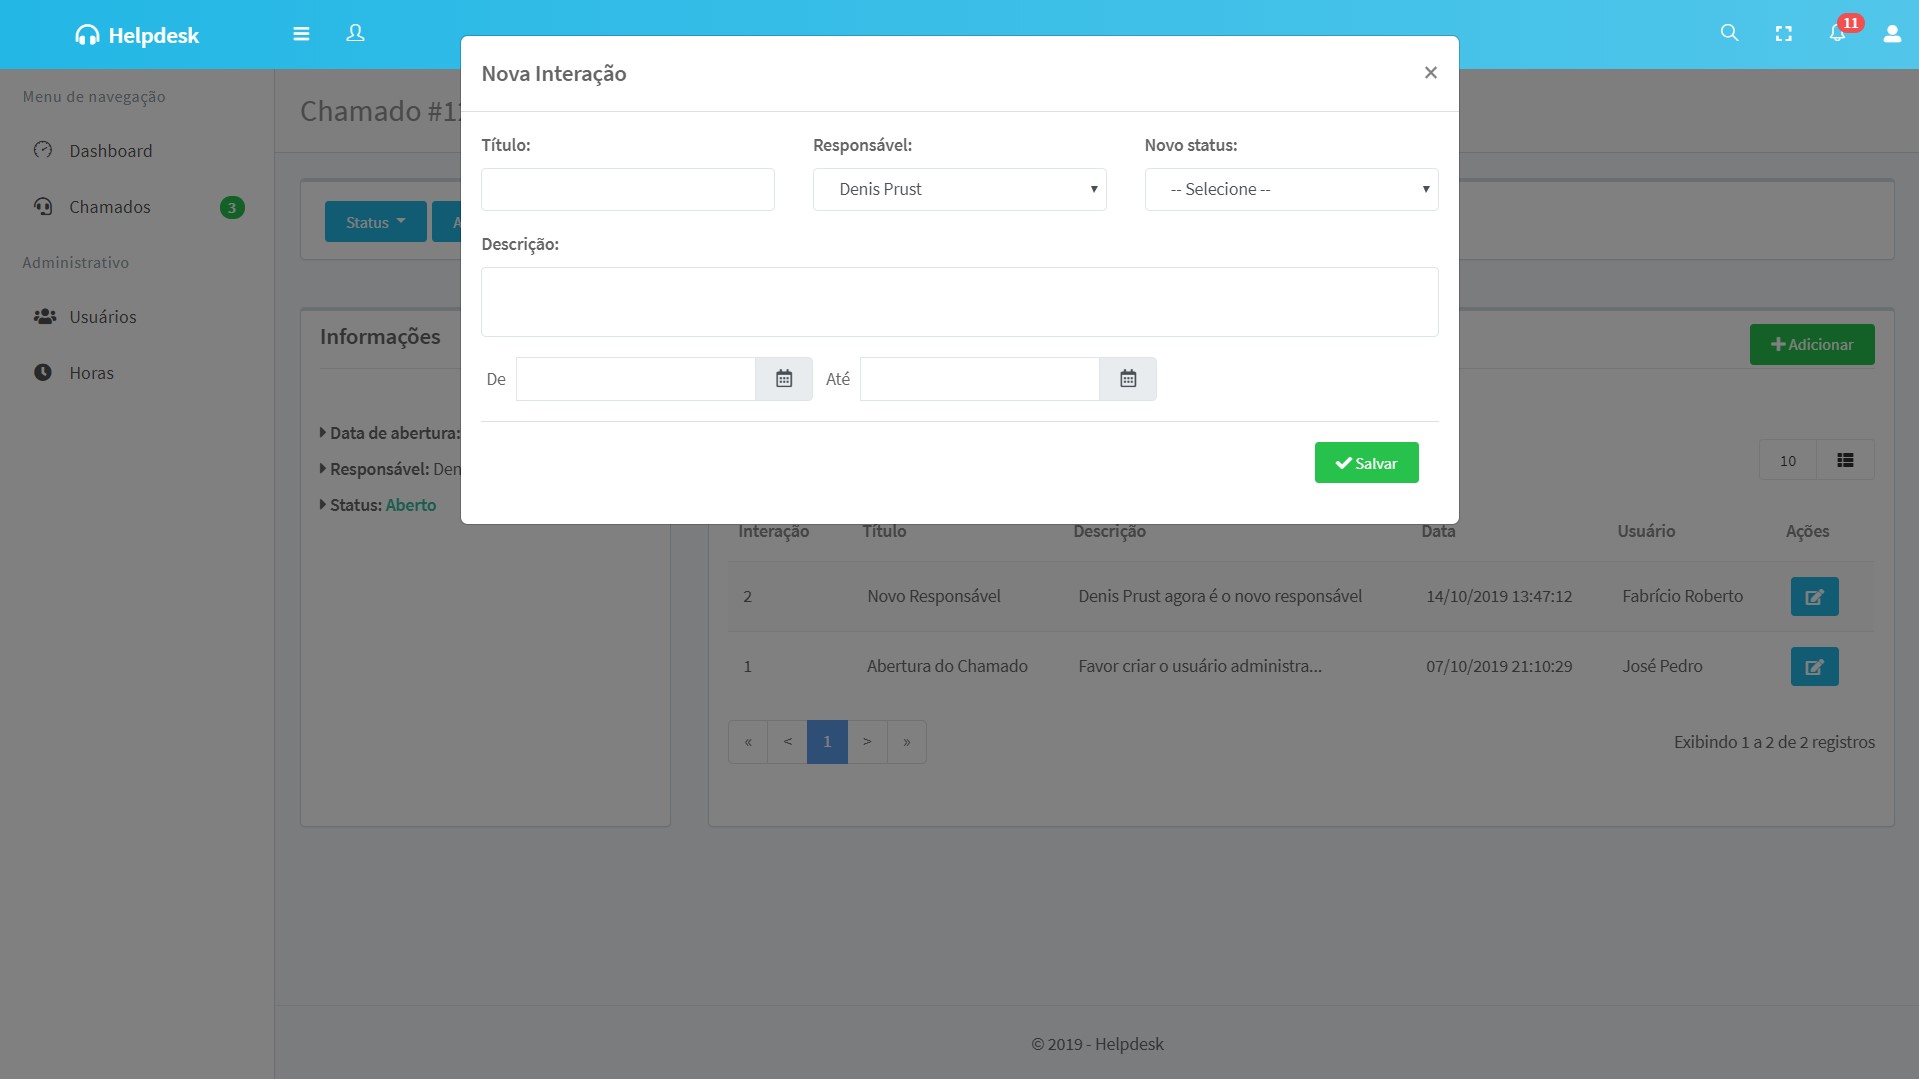 Helpdesk
11
Menu de navegação
Dashboard
Chamados
3
Administrativo
Usuários
Horas
Chamado #1
Status
Informações
Data de abertura:
Responsável:
Status: Aberto
Nova Interação
×
Título:
Responsável:
Novo status:
Denis Prust
-- Selecione --
Descrição:
De
Até
Salvar
Adicionar
10
Interação Título Descrição Data Usuário Ações
2 Novo Responsável Denis Prust agora é o novo responsável 14/10/2019 13:47:12 Fabrício Roberto
1 Abertura do Chamado Favor criar o usuário administra... 07/10/2019 21:10:29 José Pedro
« < 1 > »
Exibindo 1 a 2 de 2 registros
© 2019 - Helpdesk